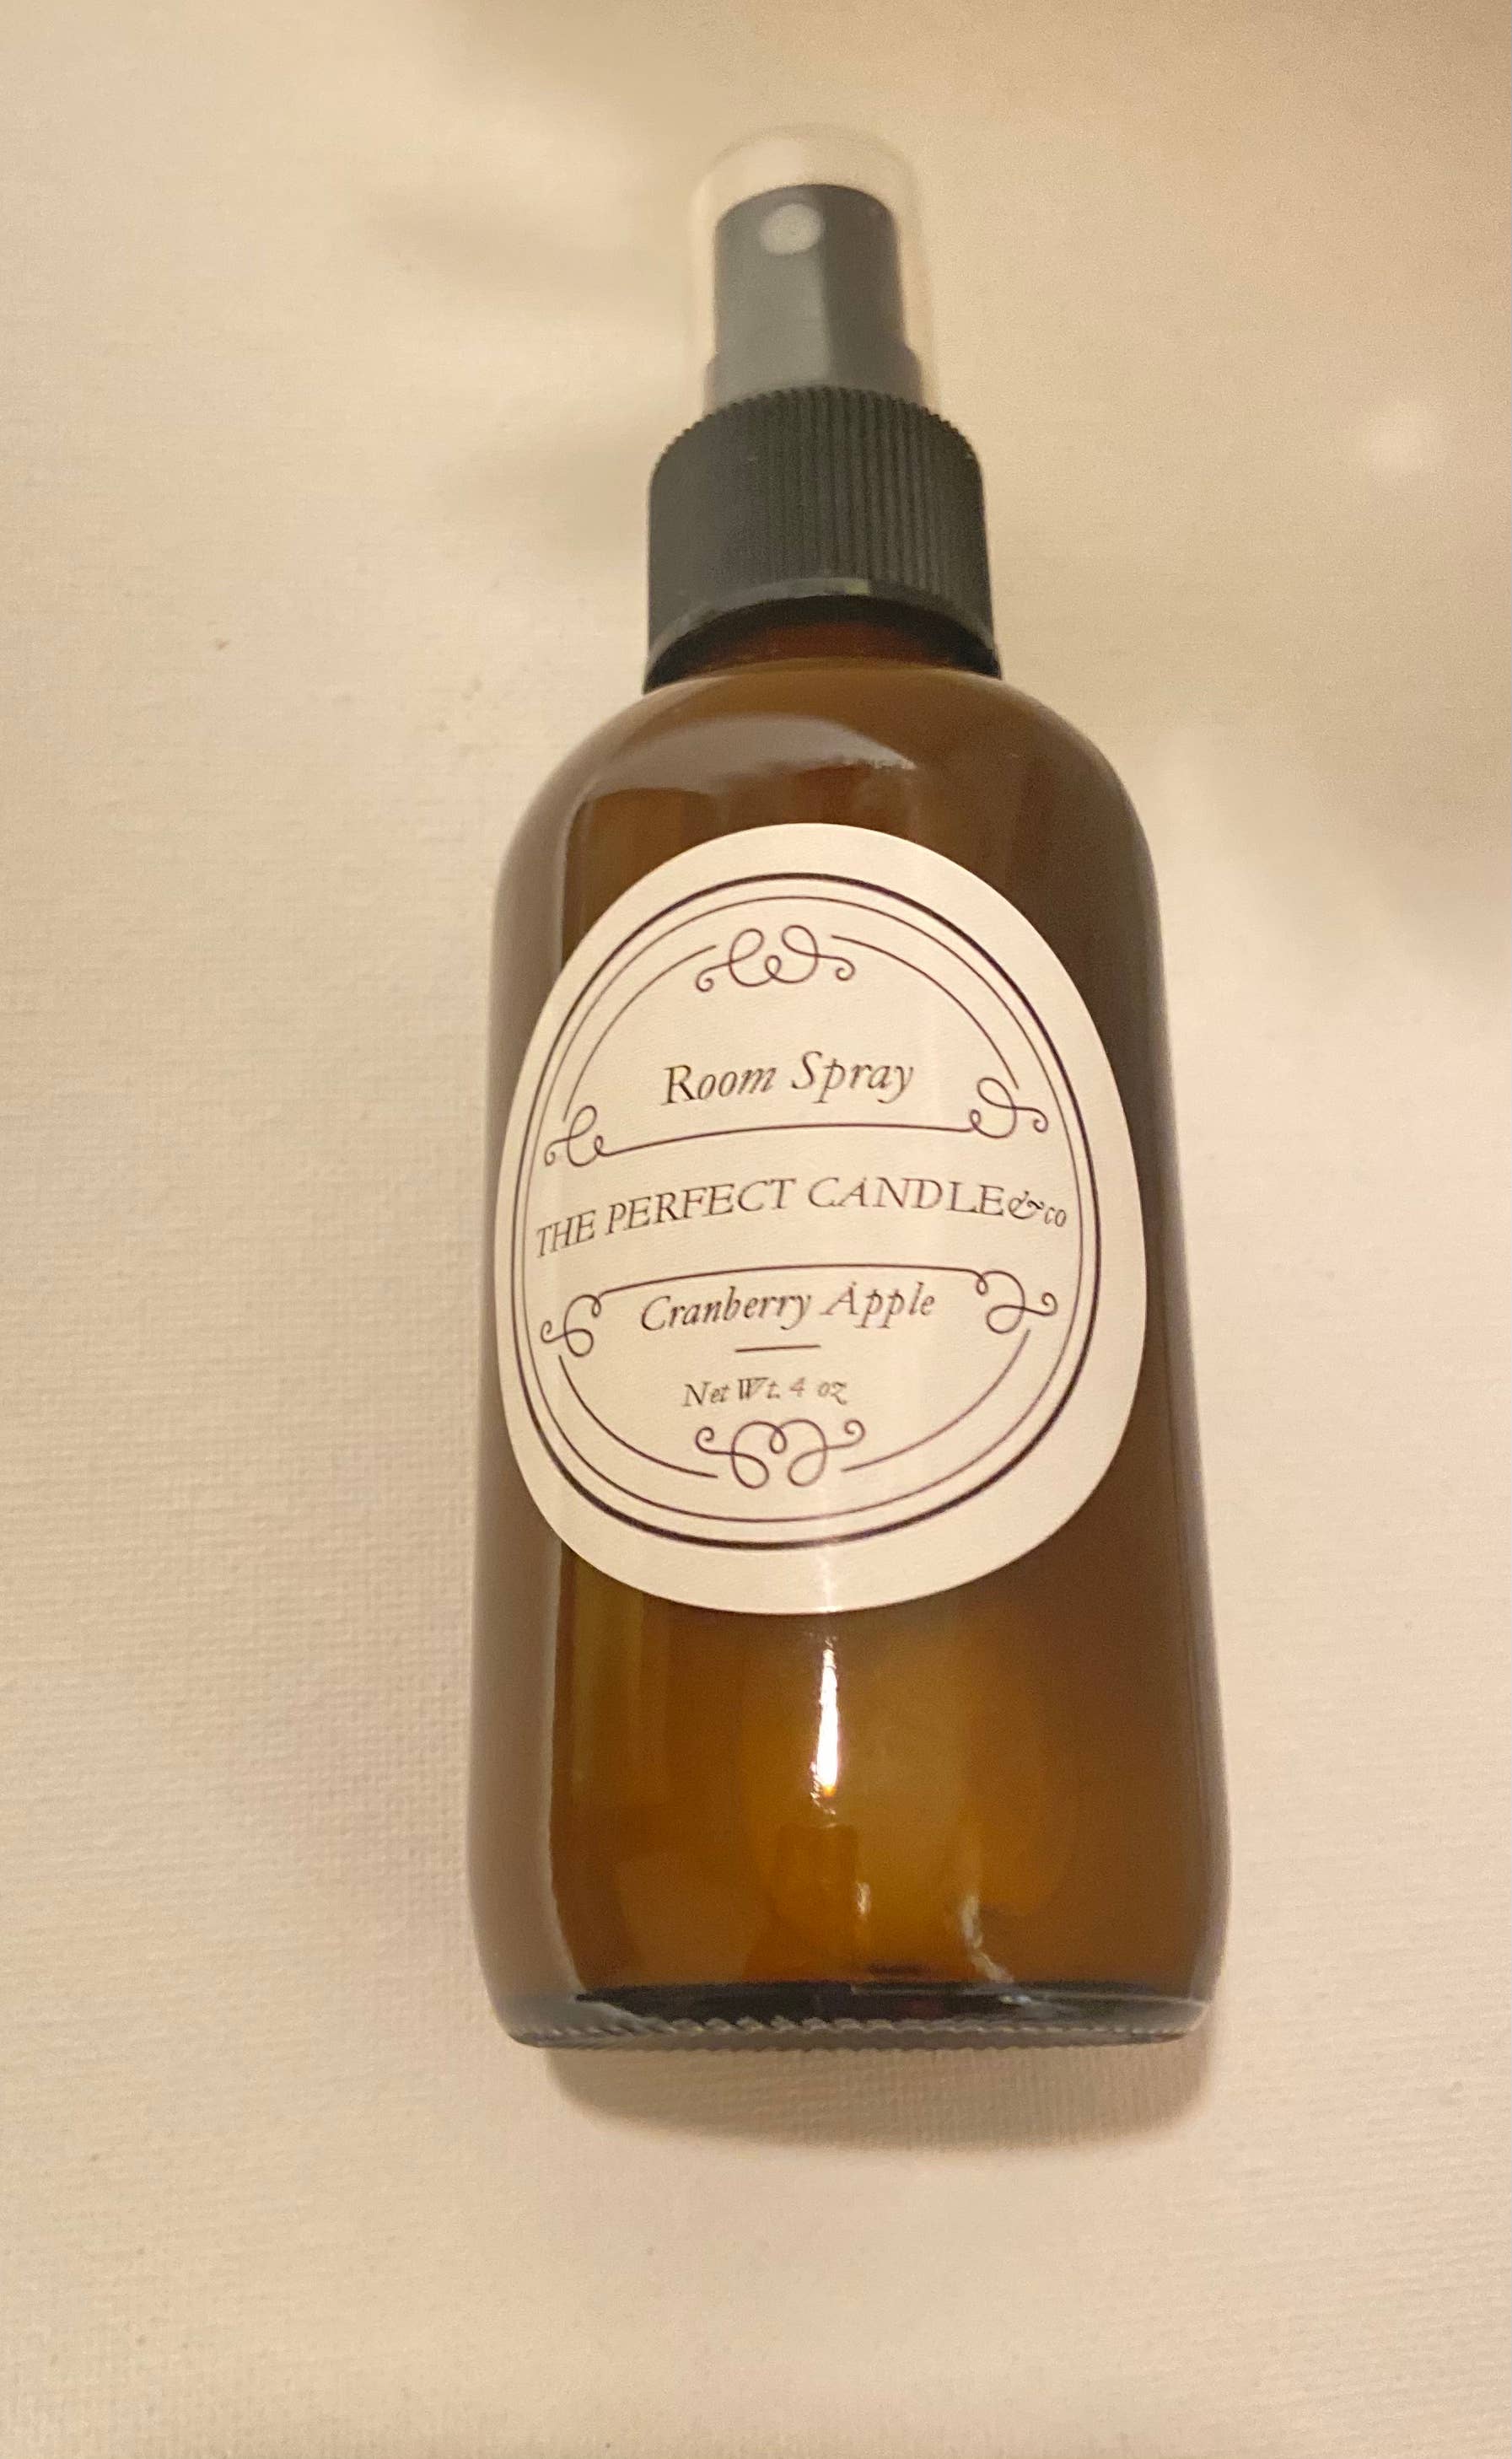 Room Spray
THE PERFECT CANDLE&co
Cranberry Apple
Net Wt. 4 oz